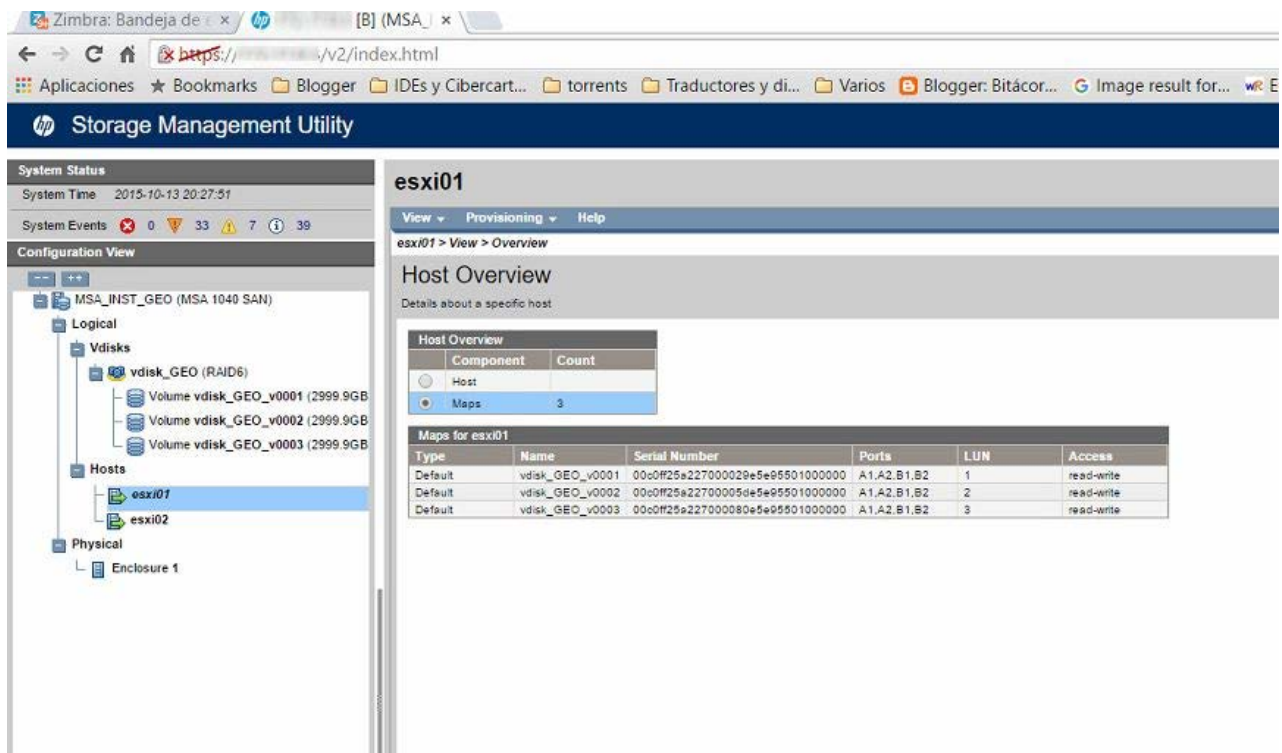 Zimbra: Bandeja de e
[B] (MSA_
https:// /v2/index.html
Aplicaciones Bookmarks Blogger IDEs y Cibercart... torrents Traductores y di... Varios Blogger: Bitácor... Image result for... E
hp Storage Management Utility
System Status
System Time 2015-10-13 20:27:51
System Events 0 33 7 39
Configuration View
MSA_INST_GEO (MSA 1040 SAN)
Logical
Vdisks
vdisk_GEO (RAID6)
Volume vdisk_GEO_v0001 (2999.9GB
Volume vdisk_GEO_v0002 (2999.9GB
Volume vdisk_GEO_v0003 (2999.9GB
Hosts
esxi01
esxi02
Physical
Enclosure 1
esxi01
View Provisioning Help
esxi01 > View > Overview
Host Overview
Details about a specific host
Host Overview
Component Count
Host
Maps 3
Maps for esxi01
Type Name Serial Number Ports LUN Access
Default vdisk_GEO_v0001 00c0ff25a227000029e5e95501000000 A1,A2,B1,B2 1 read-write
Default vdisk_GEO_v0002 00c0ff25a22700005de5e95501000000 A1,A2,B1,B2 2 read-write
Default vdisk_GEO_v0003 00c0ff25a227000080e5e95501000000 A1,A2,B1,B2 3 read-write